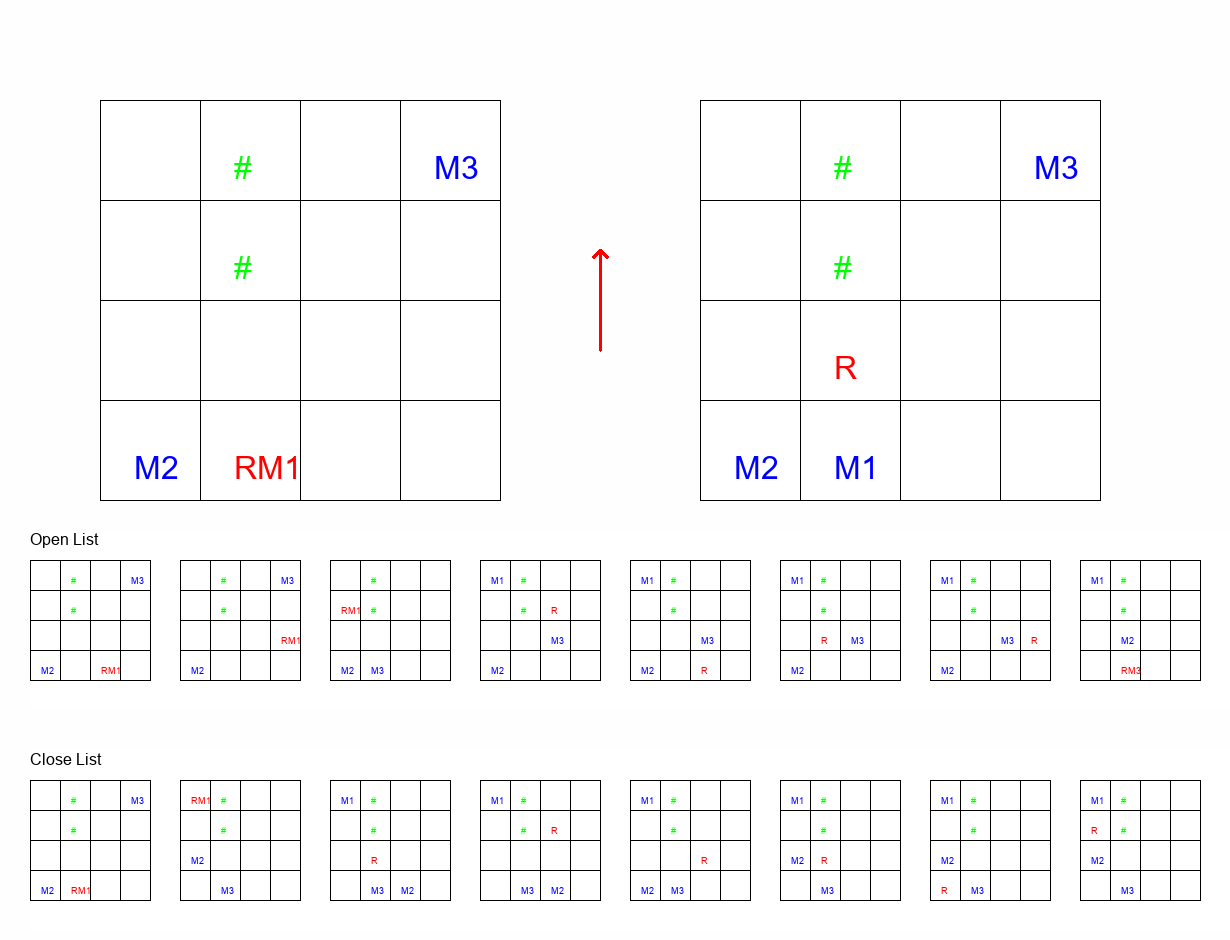 # M3 # M3
# #
R
M2 RM1 M2 M1
Open List
# M3 # M3 # M1 # M1 # M1 # M1 # M1 #
# # RM1 # # R # # # #
RM1 M3 M3 R M3 M3 R M2
M2 RM1 M2 M2 M3 M2 M2 R M2 M2 RM3
Close List
# M3 RM1 # M1 # M1 # M1 # M1 # M1 # M1 #
# # # # R # # # R #
M2 R R M2 R M2 M2
M2 RM1 M3 M3 M2 M3 M2 M2 M3 M3 R M3 M3